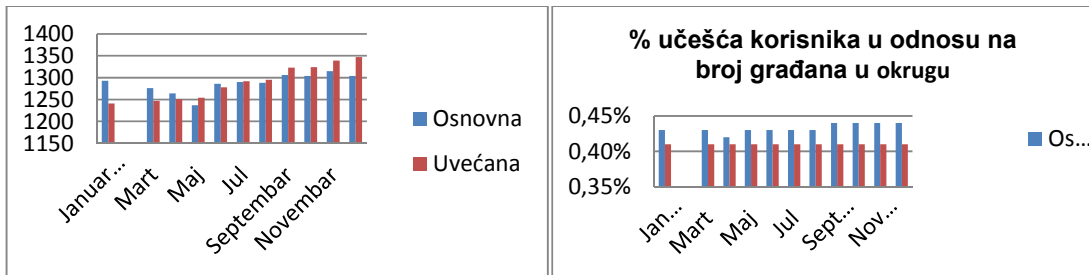 1400
1350
1300
1250
1200
1150
Januar...
Mart
Maj
Jul
Septembar
Novembar
Osnovna
Uvećana
% učešća korisnika u odnosu na
broj građana u okrugu
0,45%
0,40%
0,35%
Jan...
Mart
Maj
Jul
Sept...
Nov...
Os...